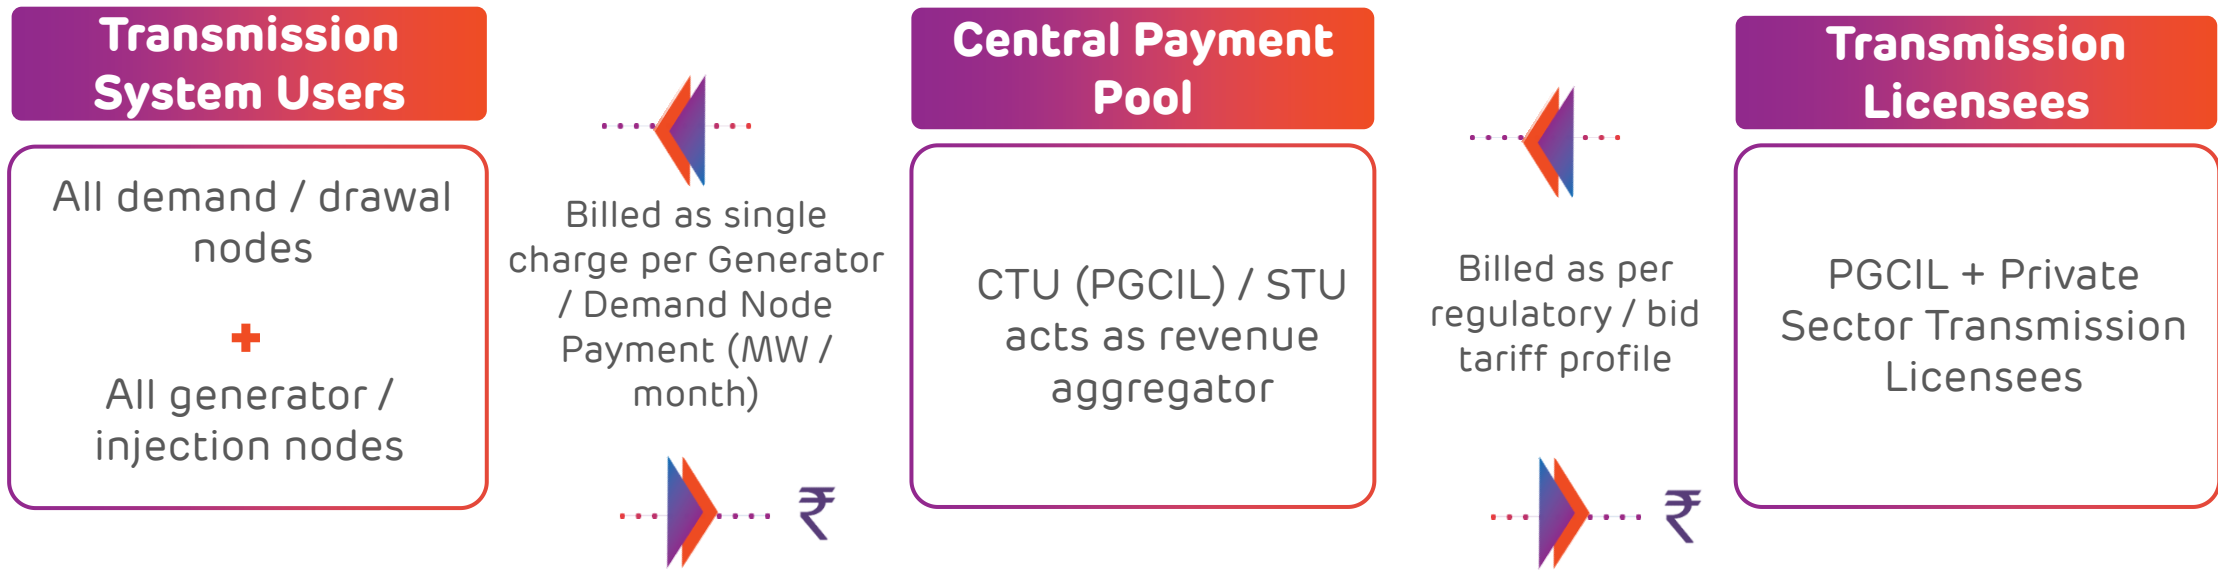 Transmission
System Users
All demand / drawal
nodes
+
All generator /
injection nodes
Billed as single
charge per Generator
/ Demand Node
Payment (MW /
month)
₹
Central Payment
Pool
CTU (PGCIL) / STU
acts as revenue
aggregator
Billed as per
regulatory / bid
tariff profile
₹
Transmission
Licensees
PGCIL + Private
Sector Transmission
Licensees